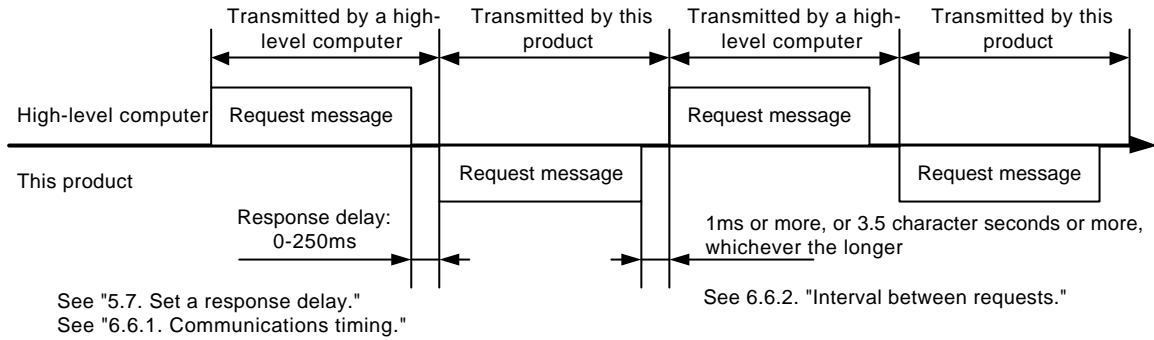 Transmitted by a high-
level computer
Transmitted by this
product
Transmitted by a high-
level computer
Transmitted by this
product
High-level computer
Request message
Request message
This product
Request message
Request message
Response delay:
0-250ms
1ms or more, or 3.5 character seconds or more,
whichever the longer
See "5.7. Set a response delay."
See "6.6.1. Communications timing."
See 6.6.2. "Interval between requests."